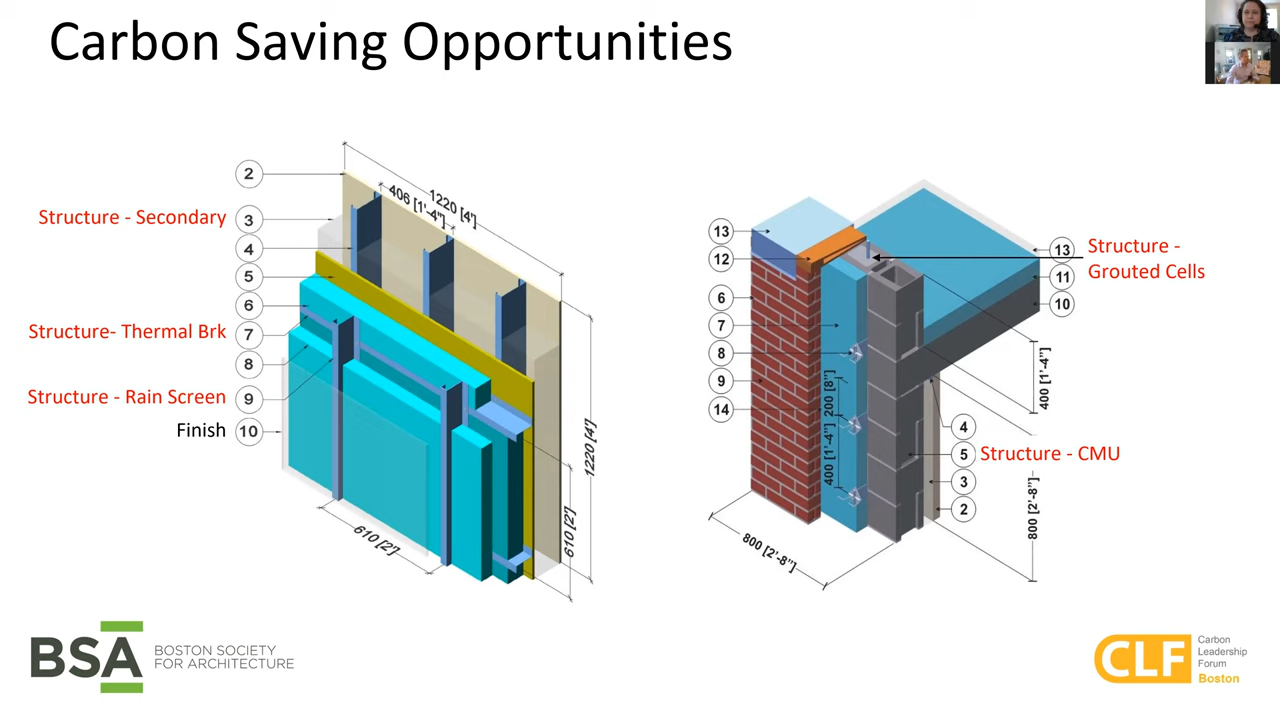 Carbon Saving Opportunities
2
Structure - Secondary
3
4
5
6
Structure- Thermal Brk
7
8
Structure - Rain Screen
9
Finish
10
406 [1'-4"]
1220 [4']
1220 [4']
610 [2']
610 [2']
13
12
6
7
8
9
14
200 [8"]
400 [1'-4"]
800 [2'-8"]
13
Structure -
Grouted Cells
11
10
400 [1'-4"]
4
5
Structure - CMU
3
2
800 [2'-8"]
BSA
BOSTON SOCIETY
FOR ARCHITECTURE
CLF
Carbon
Leadership
Forum
Boston